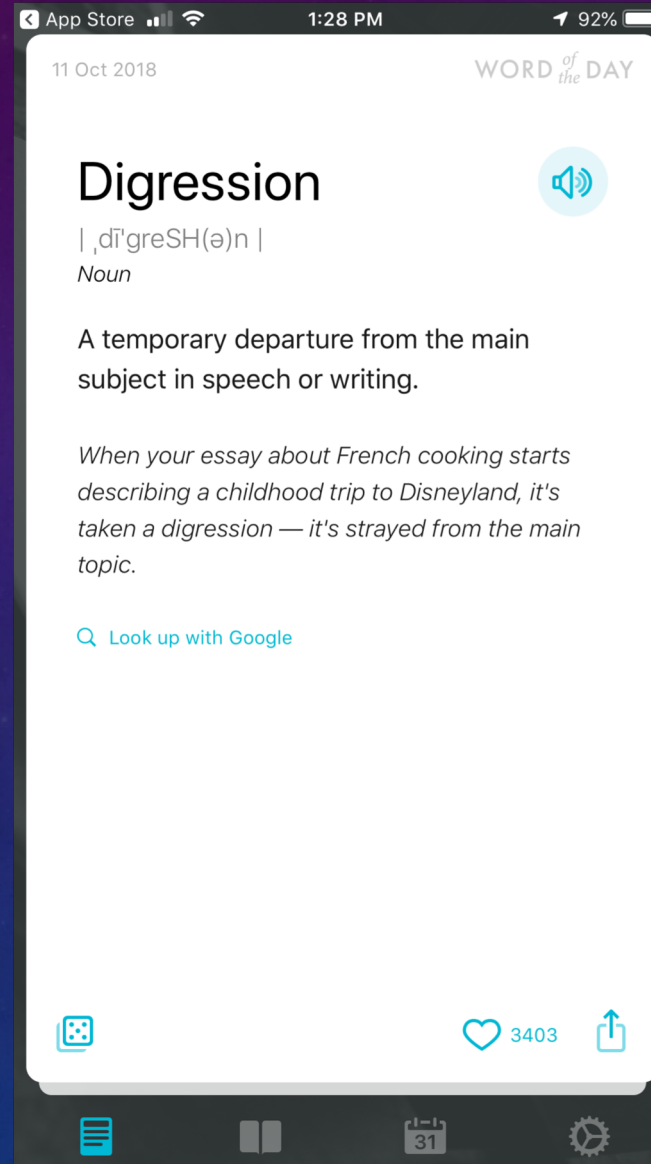 App Store
1:28 PM
92%
11 Oct 2018
WORD of the DAY
Digression
| ˌdī'greSH(ə)n |
Noun
A temporary departure from the main
subject in speech or writing.
When your essay about French cooking starts
describing a childhood trip to Disneyland, it's
taken a digression — it's strayed from the main
topic.
Look up with Google
3403
31